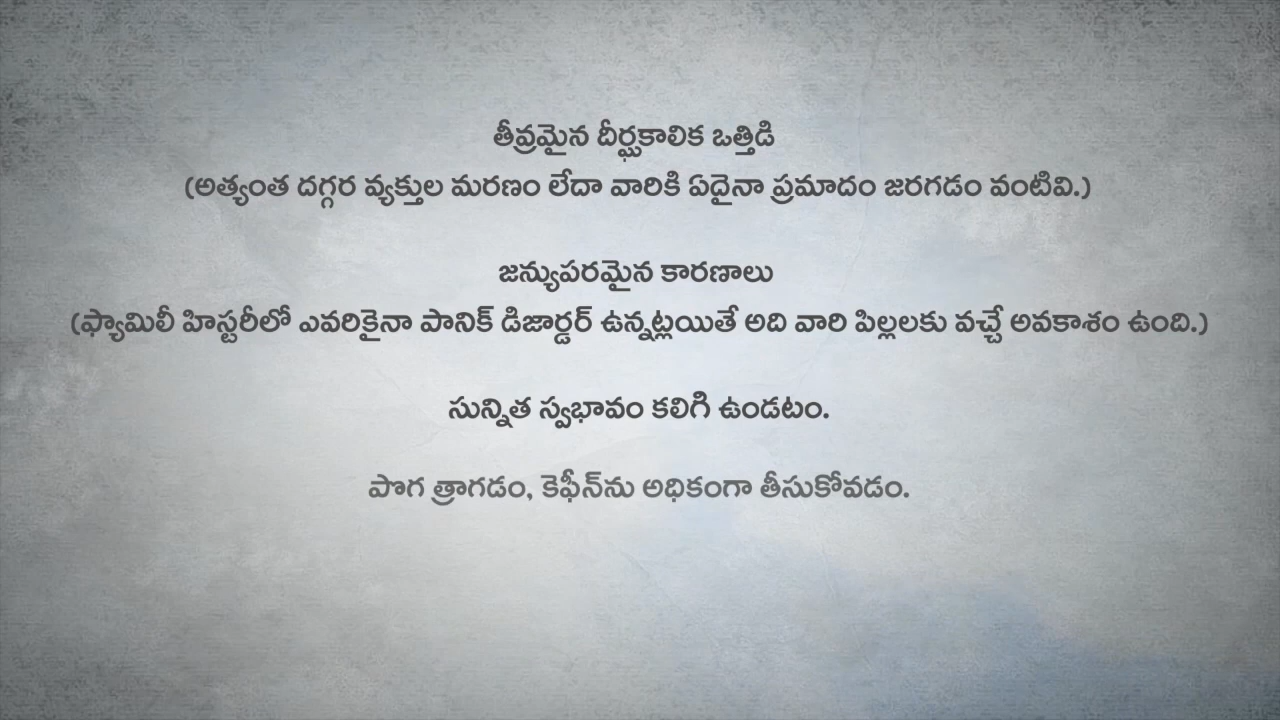 తీవ్రమైన దీర్ఘకాలిక ఒత్తిడి
(అత్యంత దగ్గర వ్యక్తుల మరణం లేదా వారికి ఏదైనా ప్రమాదం జరగడం వంటివి.)
జన్యుపరమైన కారణాలు
(ఫ్యామిలీ హిస్టరీలో ఎవరికైనా పానిక్ డిజార్డర్ ఉన్నట్లయితే అది వారి పిల్లలకు వచ్చే అవకాశం ఉంది.)
సున్నిత స్వభావం కలిగి ఉండటం.
పొగ త్రాగడం, కెఫీన్‌ను అధికంగా తీసుకోవడం.